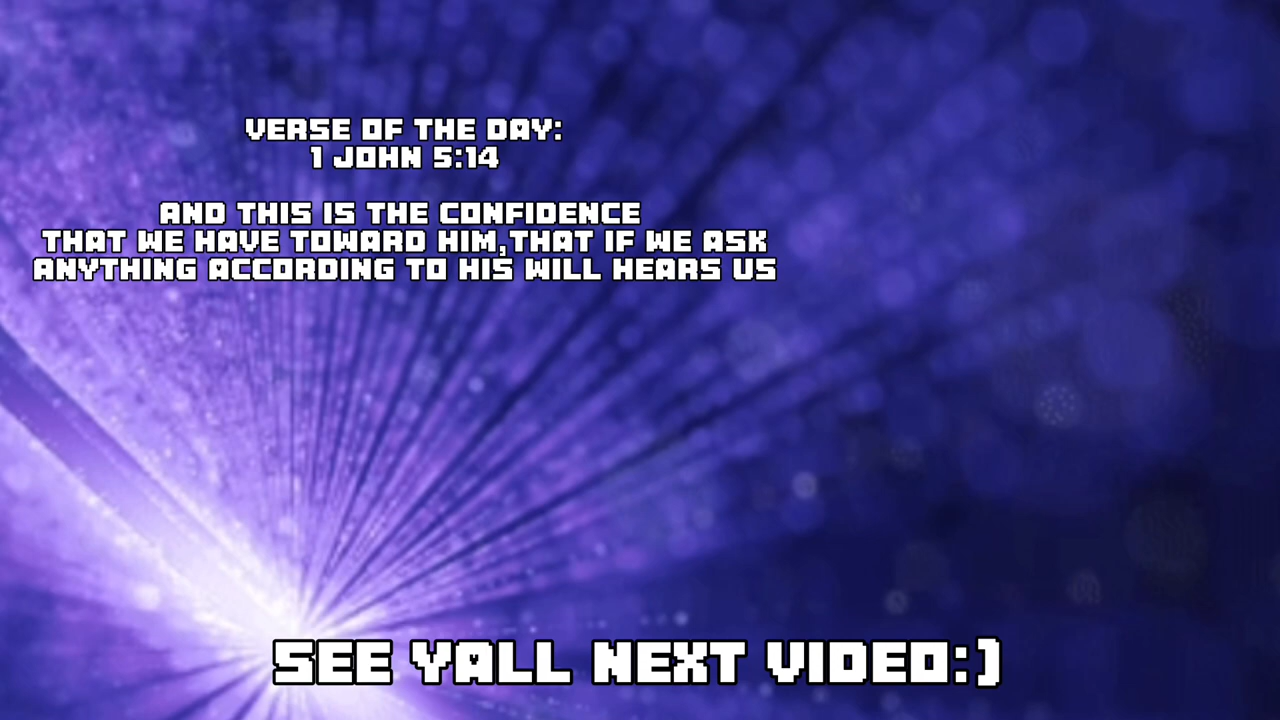 VERSE OF THE DAY:
1 JOHN 5:14
AND THIS IS THE CONFIDENCE
THAT WE HAVE TOWARD HIM,THAT IF WE ASK
ANYTHING ACCORDING TO HIS WILL HEARS US
SEE YALL NEXT VIDEO:)